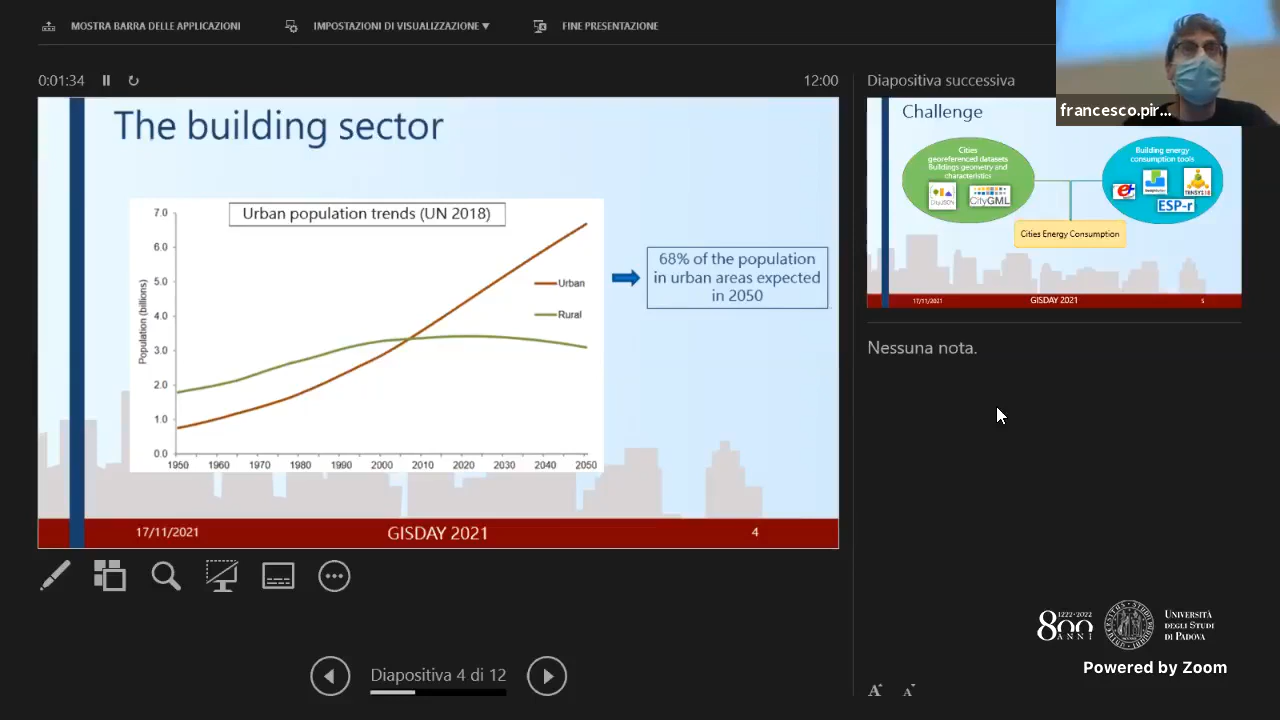 MOSTRA BARRA DELLE APPLICAZIONI
IMPOSTAZIONI DI VISUALIZZAZIONE ▼
FINE PRESENTAZIONE
0:01:34
12:00
The building sector
Urban population trends (UN 2018)
Population (billions)
7.0
6.0
5.0
4.0
3.0
2.0
1.0
0.0
1950 1960 1970 1980 1990 2000 2010 2020 2030 2040 2050
Urban
Rural
68% of the population
in urban areas expected
in 2050
17/11/2021
GISDAY 2021
4
Diapositiva 4 di 12
Diapositiva successiva
francesco.pir...
Challenge
Cities
georeferenced datasets
Buildings geometry and
characteristics
CityJSON
CityGML
Building energy
consumption tools
TRNSYS 18
ESP-r
Cities Energy Consumption
17/11/2021
GISDAY 2021
5
Nessuna nota.
1222·2022
800
ANNI
UNIVERSITÀ
DEGLI STUDI
DI PADOVA
Powered by Zoom
A A